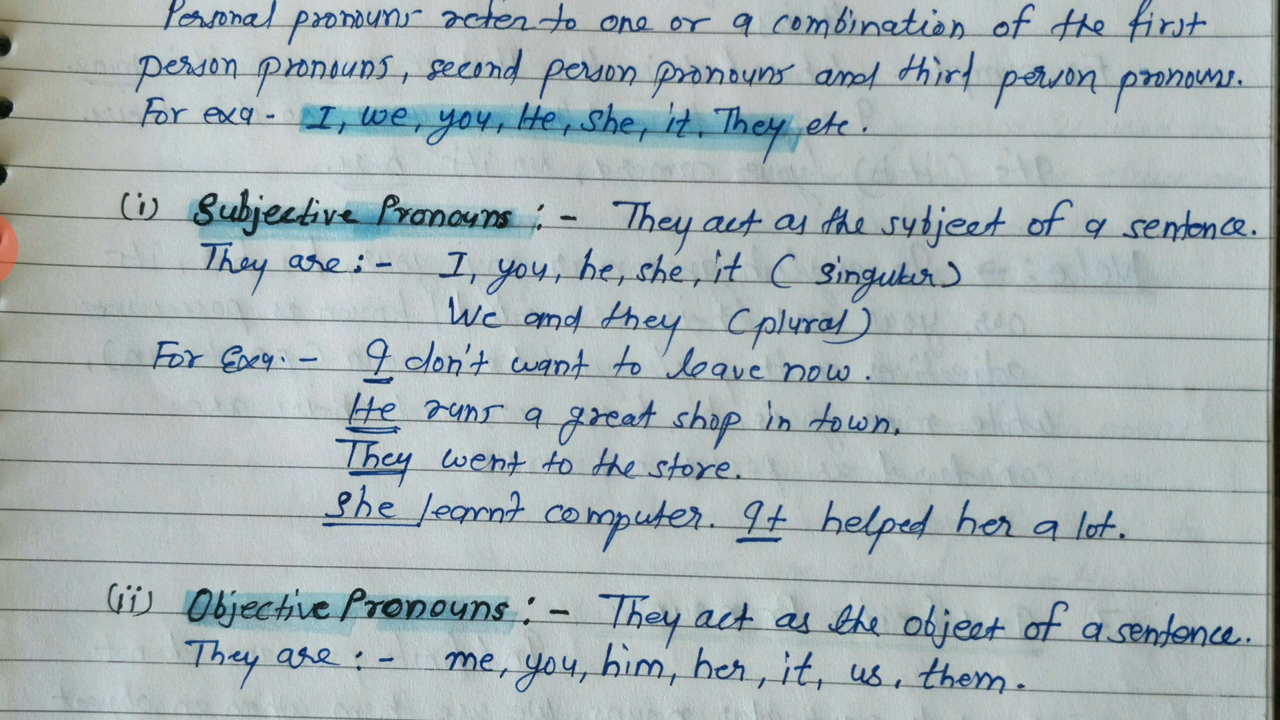 Personal pronouns refer to one or a combination of the first
person pronouns, second person pronouns and third person pronouns.
For exa - I, we, you, He, she, it, They etc.
(i) Subjective Pronouns :- They act as the subject of a sentence.
They are :- I, you, he, she, it (singular)
We and they (plural)
For Exa. - I don't want to leave now.
He runs a great shop in town.
They went to the store.
She learnt computer. It helped her a lot.
(ii) Objective Pronouns :- They act as the object of a sentence.
They are :- me, you, him, her, it, us, them.